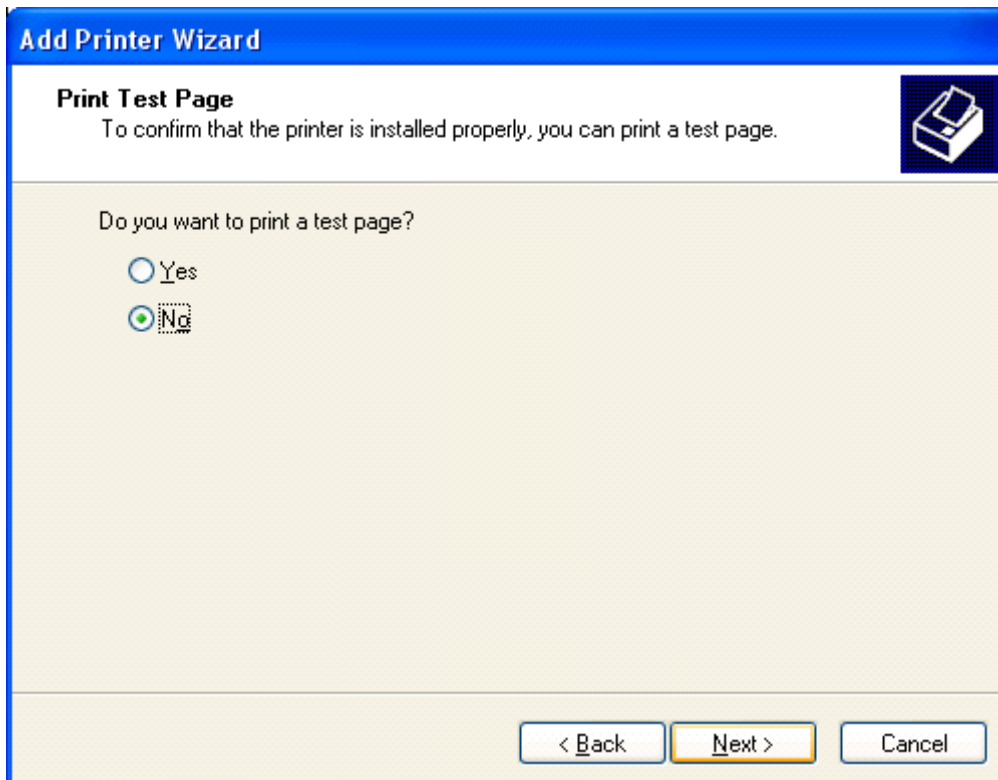 Add Printer Wizard
Print Test Page
To confirm that the printer is installed properly, you can print a test page.
Do you want to print a test page?
Yes
No
< Back
Next >
Cancel